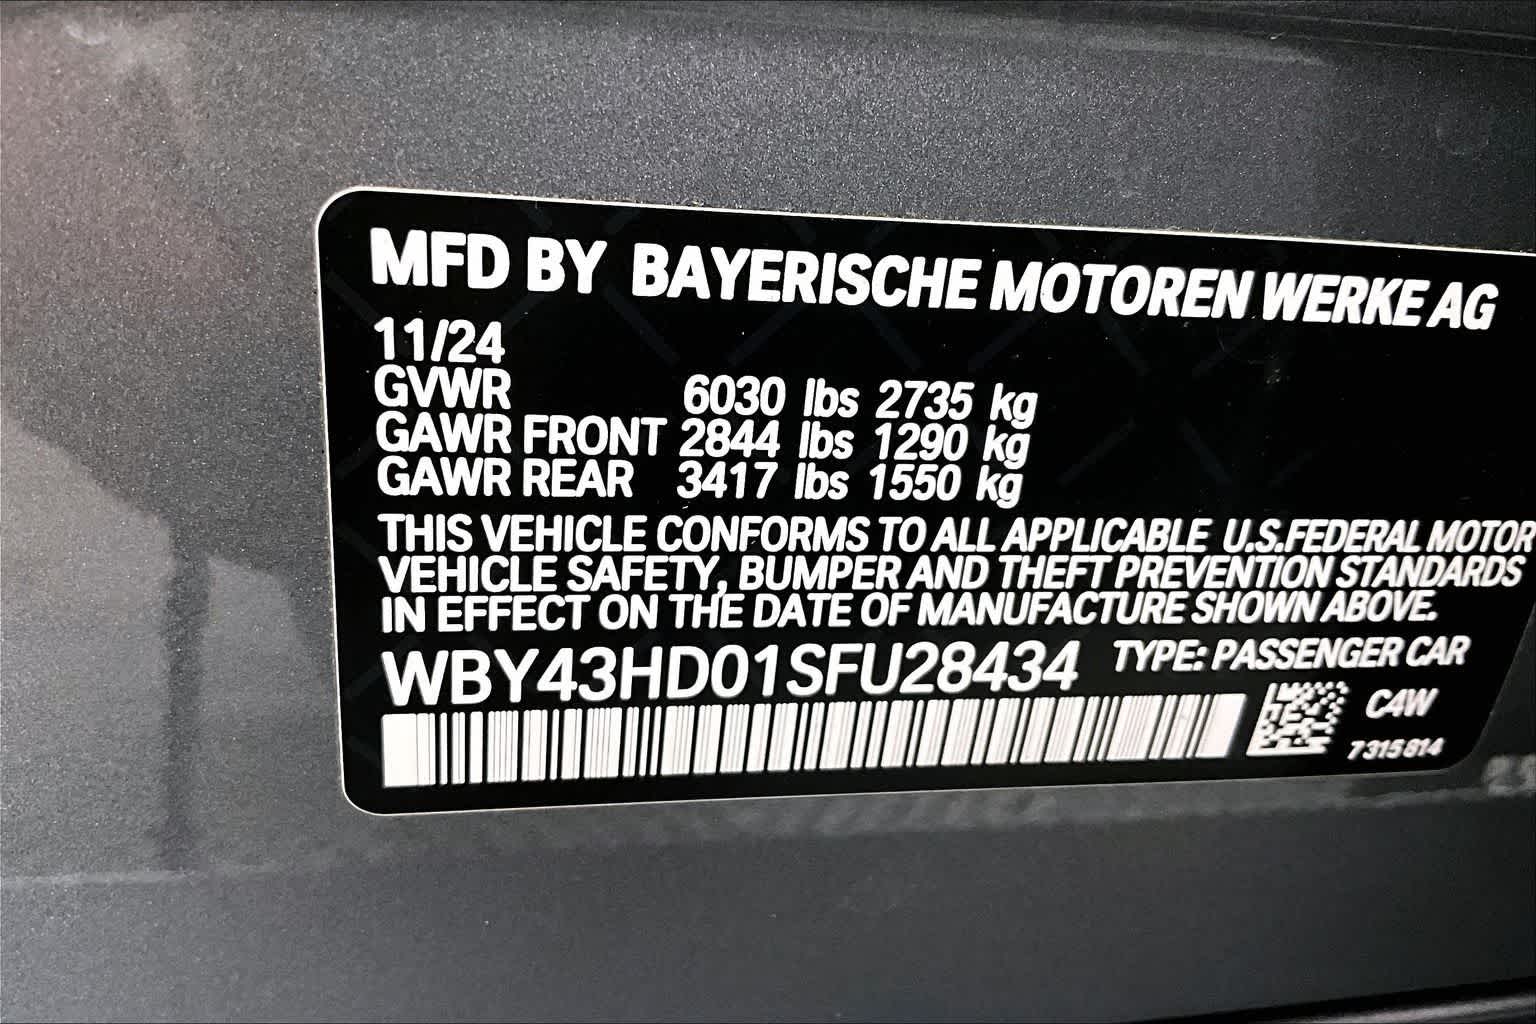 MFD BY BAYERISCHE MOTOREN WERKE AG
11/24
GVWR 6030 lbs 2735 kg
GAWR FRONT 2844 lbs 1290 kg
GAWR REAR 3417 lbs 1550 kg
THIS VEHICLE CONFORMS TO ALL APPLICABLE U.S.FEDERAL MOTOR
VEHICLE SAFETY, BUMPER AND THEFT PREVENTION STANDARDS
IN EFFECT ON THE DATE OF MANUFACTURE SHOWN ABOVE.
WBY43HD01SFU28434 TYPE: PASSENGER CAR
C4W
7315814